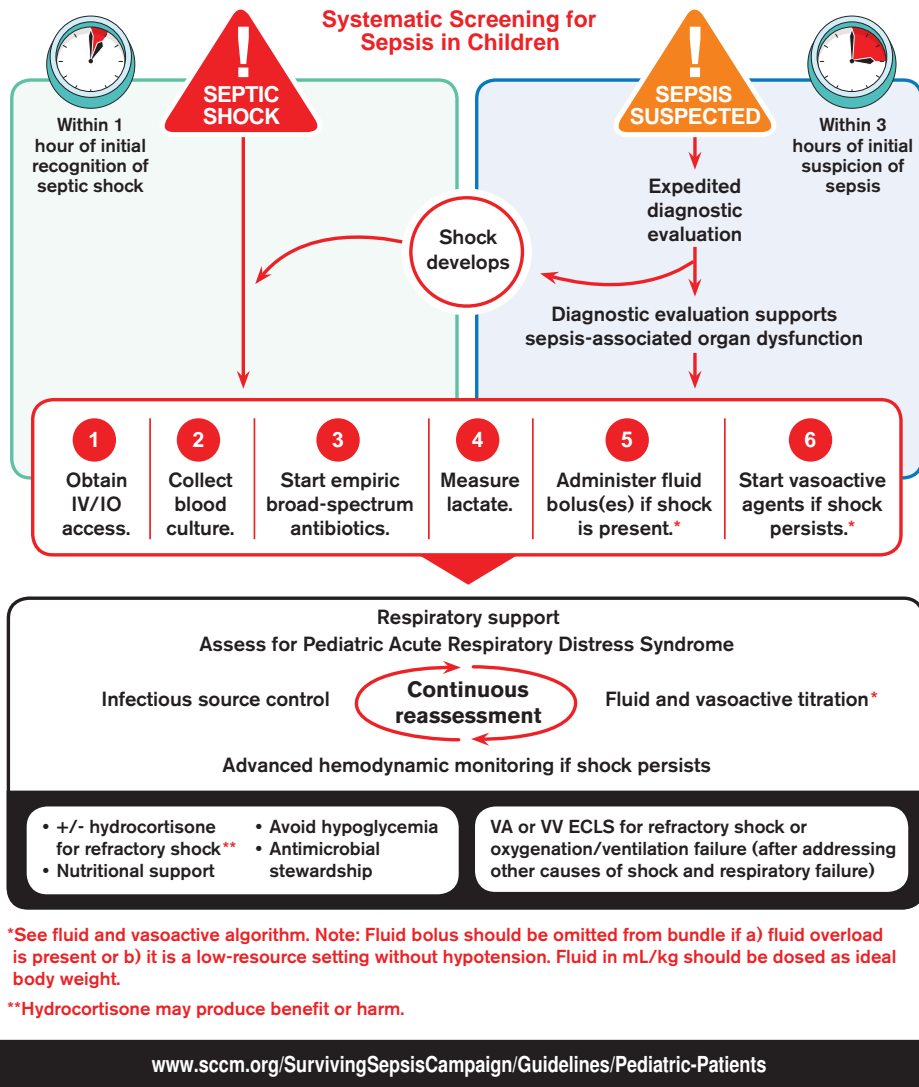 Systematic Screening for
Sepsis in Children
!
SEPTIC
SHOCK
!
SEPSIS
SUSPECTED
Within 1
hour of initial
recognition of
septic shock
Within 3
hours of initial
suspicion of
sepsis
Expedited
diagnostic
evaluation
Shock
develops
Diagnostic evaluation supports
sepsis-associated organ dysfunction
1
Obtain
IV/IO
access.
2
Collect
blood
culture.
3
Start empiric
broad-spectrum
antibiotics.
4
Measure
lactate.
5
Administer fluid
bolus(es) if shock
is present.*
6
Start vasoactive
agents if shock
persists.*
Respiratory support
Assess for Pediatric Acute Respiratory Distress Syndrome
Infectious source control
Continuous
reassessment
Fluid and vasoactive titration*
Advanced hemodynamic monitoring if shock persists
• +/- hydrocortisone
for refractory shock**
• Nutritional support
• Avoid hypoglycemia
• Antimicrobial
stewardship
VA or VV ECLS for refractory shock or
oxygenation/ventilation failure (after addressing
other causes of shock and respiratory failure)
*See fluid and vasoactive algorithm. Note: Fluid bolus should be omitted from bundle if a) fluid overload
is present or b) it is a low-resource setting without hypotension. Fluid in mL/kg should be dosed as ideal
body weight.
**Hydrocortisone may produce benefit or harm.
www.sccm.org/SurvivingSepsisCampaign/Guidelines/Pediatric-Patients